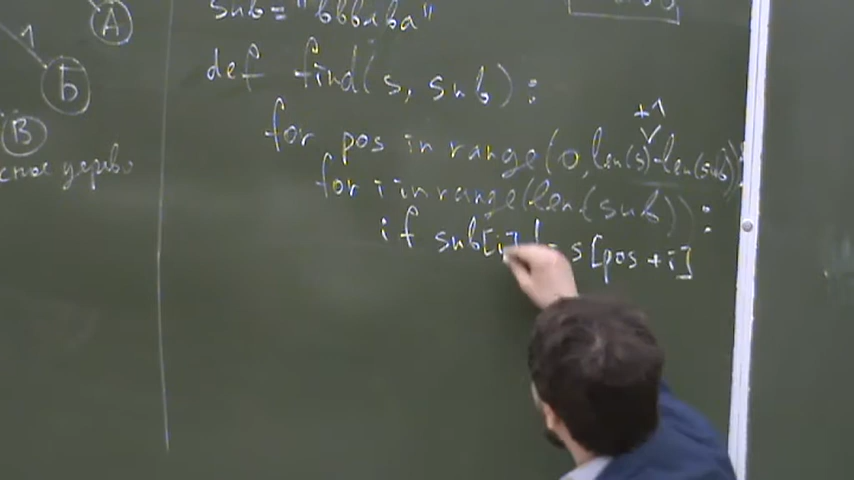 1
А
Б
В
дерево
sub="bbbaba"
def find(s, sub):
+1
for pos in range(0, len(s)-len(sub)):
for i in range(len(sub)):
if sub[i] != s[pos+i]